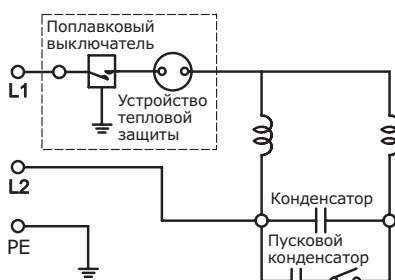 Поплавковый
выключатель
L1
Устройство
тепловой
защиты
L2
Конденсатор
PE
Пусковой
конденсатор